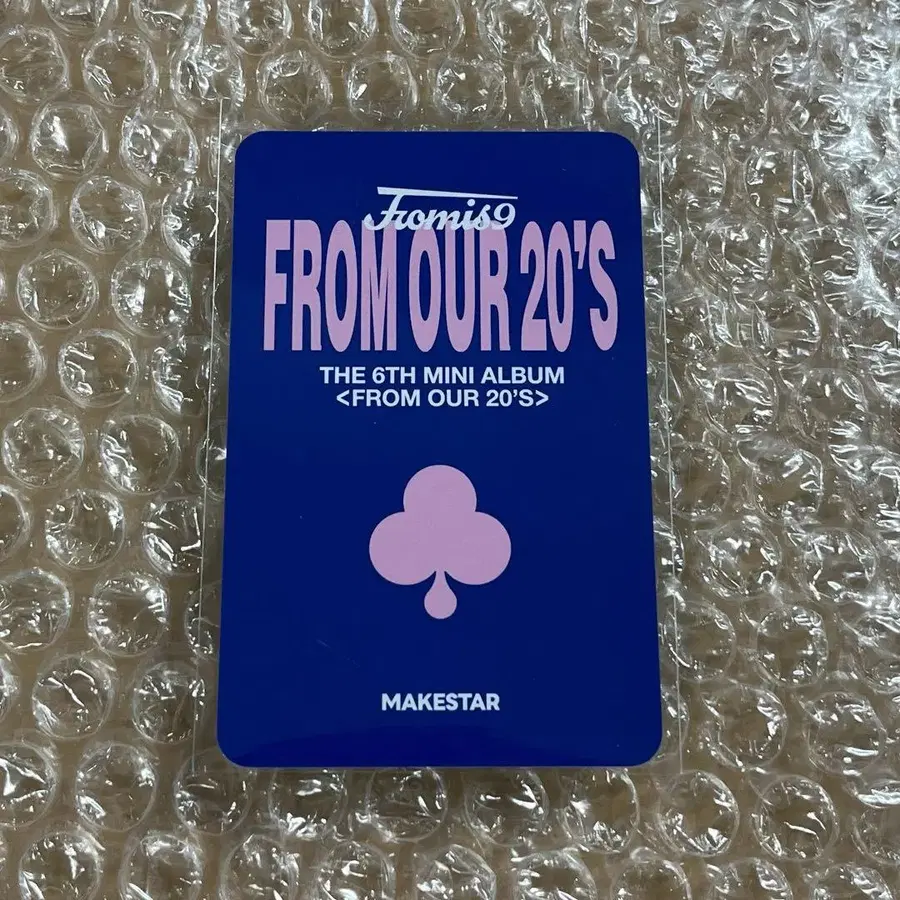 fromis9
FROM OUR 20'S
THE 6TH MINI ALBUM
<FROM OUR 20'S>
MAKESTAR